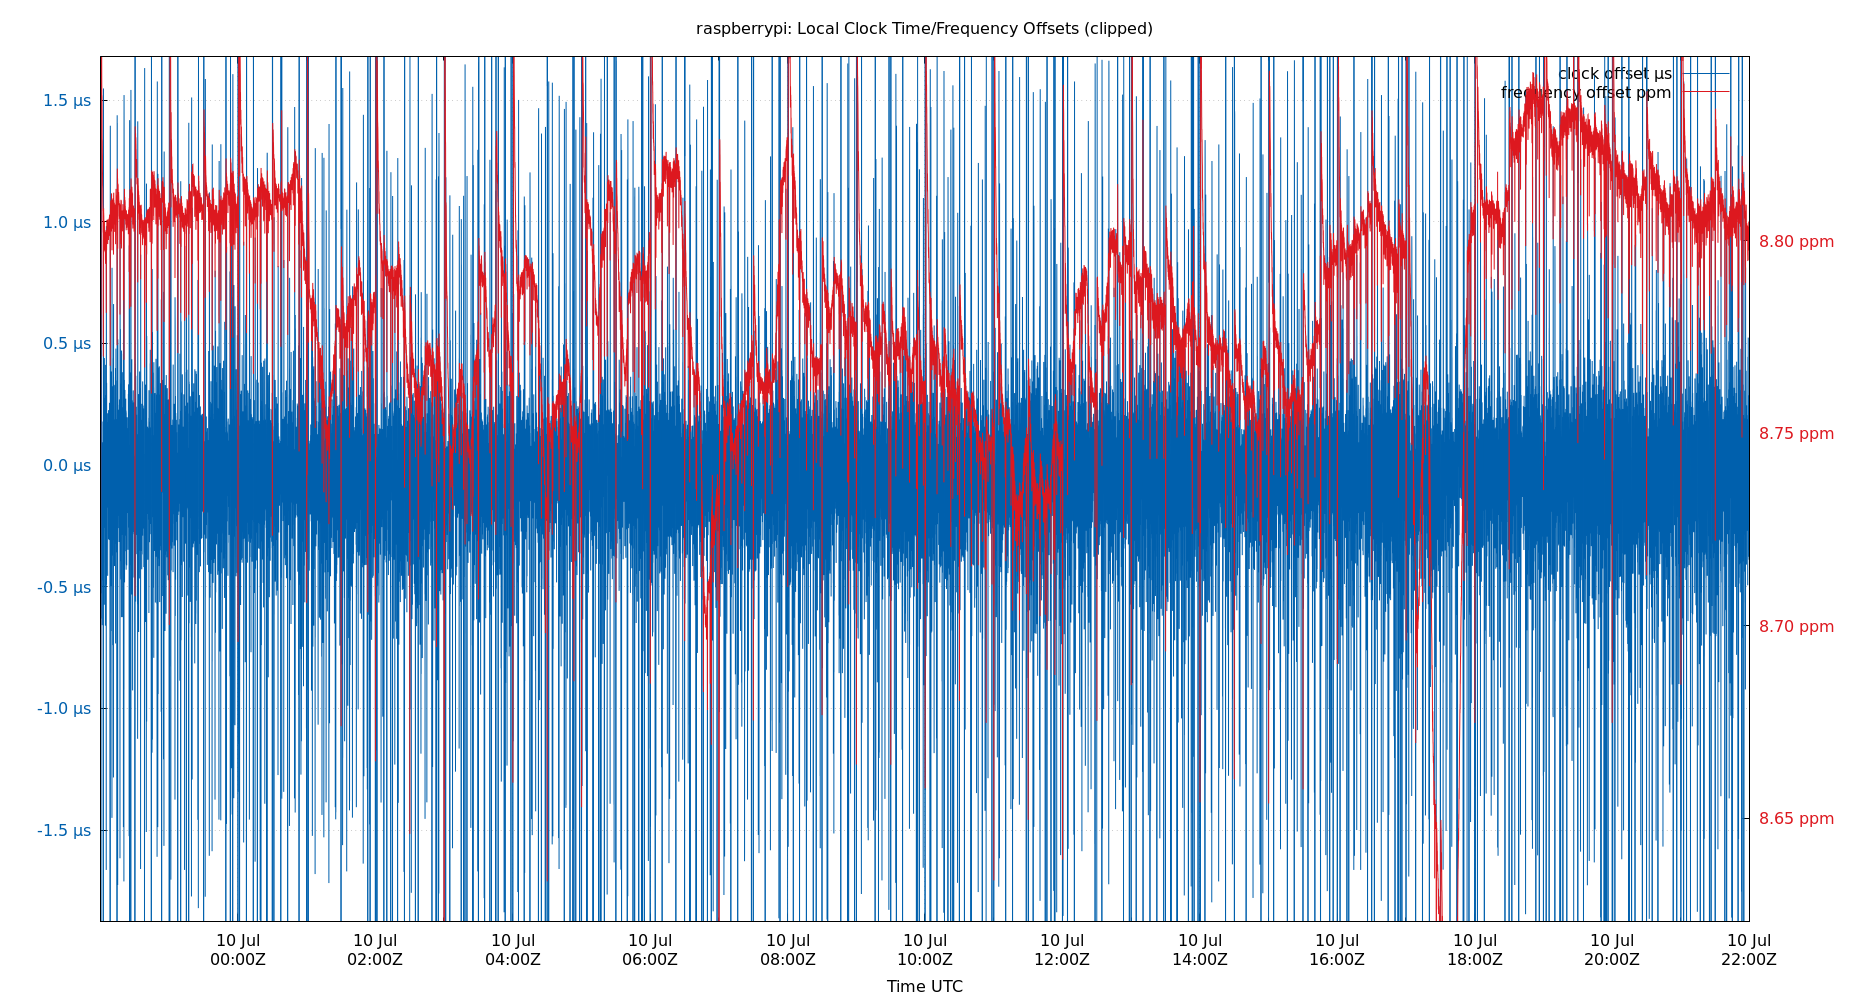 raspberrypi: Local Clock Time/Frequency Offsets (clipped)
clock offset µs
frequency offset ppm
1.5 µs
1.0 µs
0.5 µs
0.0 µs
-0.5 µs
-1.0 µs
-1.5 µs
8.80 ppm
8.75 ppm
8.70 ppm
8.65 ppm
10 Jul 10 Jul 10 Jul 10 Jul 10 Jul 10 Jul 10 Jul 10 Jul 10 Jul 10 Jul 10 Jul 10 Jul
00:00Z 02:00Z 04:00Z 06:00Z 08:00Z 10:00Z 12:00Z 14:00Z 16:00Z 18:00Z 20:00Z 22:00Z
Time UTC